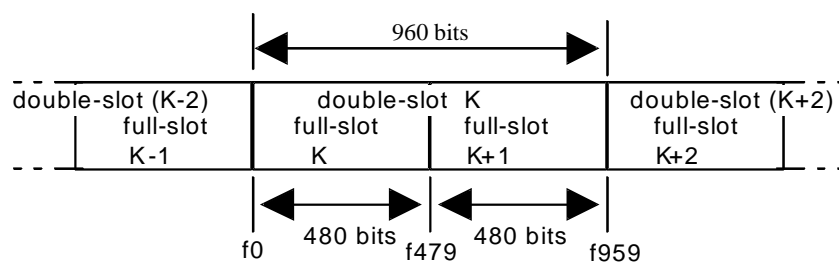 960 bits
double-slot (K-2) double-slot K double-slot (K+2)
full-slot full-slot full-slot full-slot
K-1 K K+1 K+2
480 bits 480 bits
f0 f479 f959